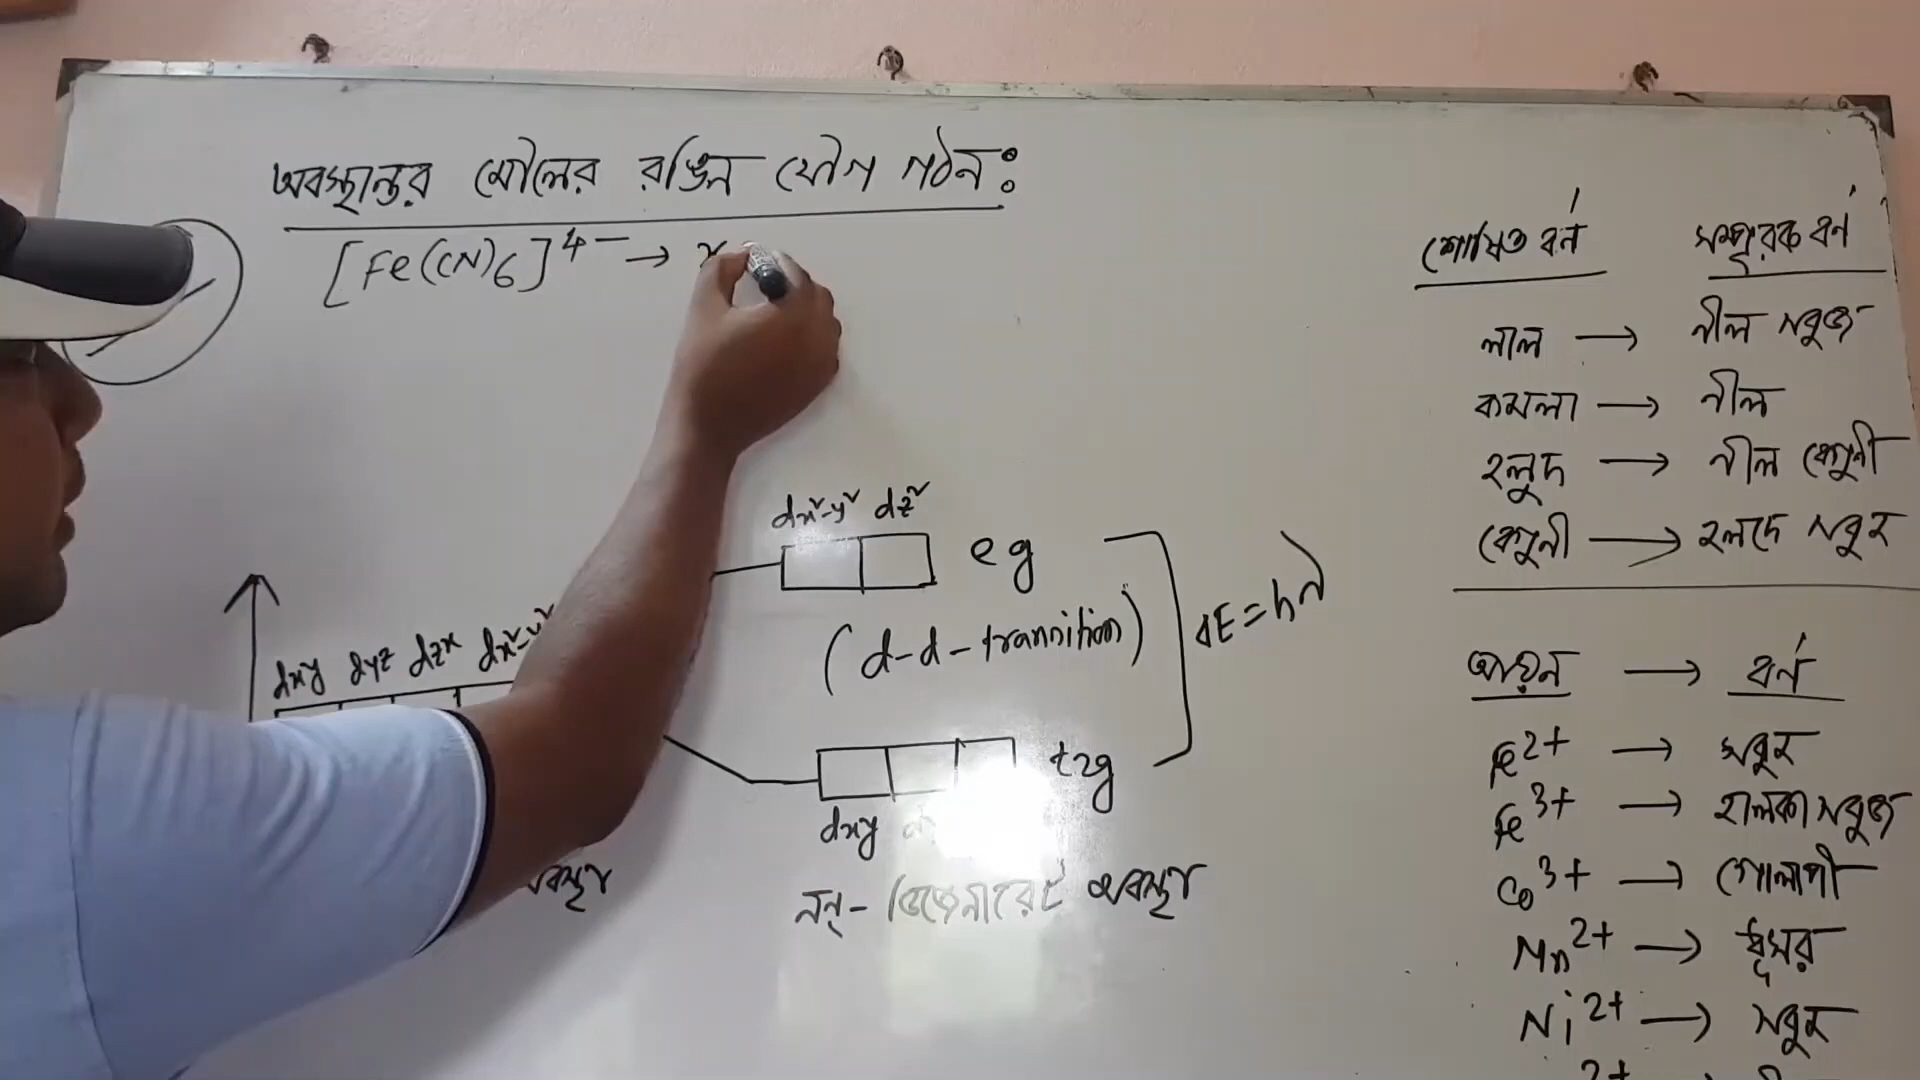 অবস্থান্তর মৌলের রঙিন যৌগ গঠন:
[Fe(CN)6]4- → x
dx²-y² dz²
eg
(d-d-transition)
ΔE = hν
dxy dyz dzx dx²-y²
t2g
dxy
অবস্থা
নন্-ডিজেনারেট অবস্থা
শোষিত বর্ণ সম্পূরক বর্ণ
লাল → নীল সবুজ
কমলা → নীল
হলুদ → নীল বেগুনী
বেগুনী → হলদে সবুজ
আয়ন → বর্ণ
Fe2+ → সবুজ
Fe3+ → হালকা সবুজ
Co3+ → গোলাপী
Mn2+ → ধূসর
Ni2+ → সবুজ
2+